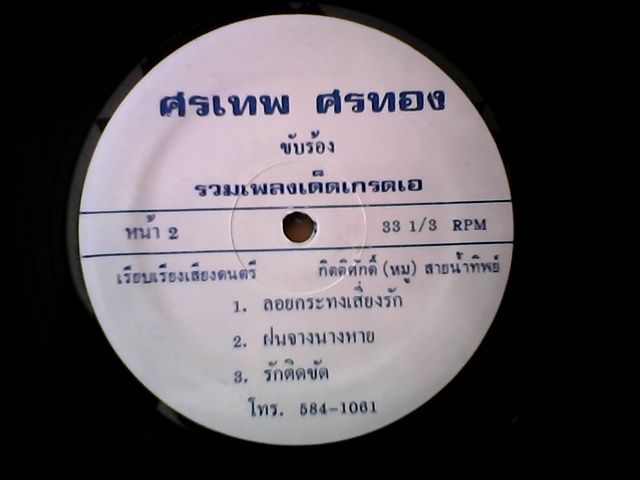 ศรเทพ ศรทอง
ขับร้อง
รวมเพลงเด็ดเกรดเอ
หน้า 2 33 1/3 RPM
เรียบเรียงเสียงดนตรี กิตติศักดิ์ (หมู) สายน้ำทิพย์
1. ลอยกระทงเสี่ยงรัก
2. ฝนจางนางหาย
3. รักติดขัด
โทร. 584-1061